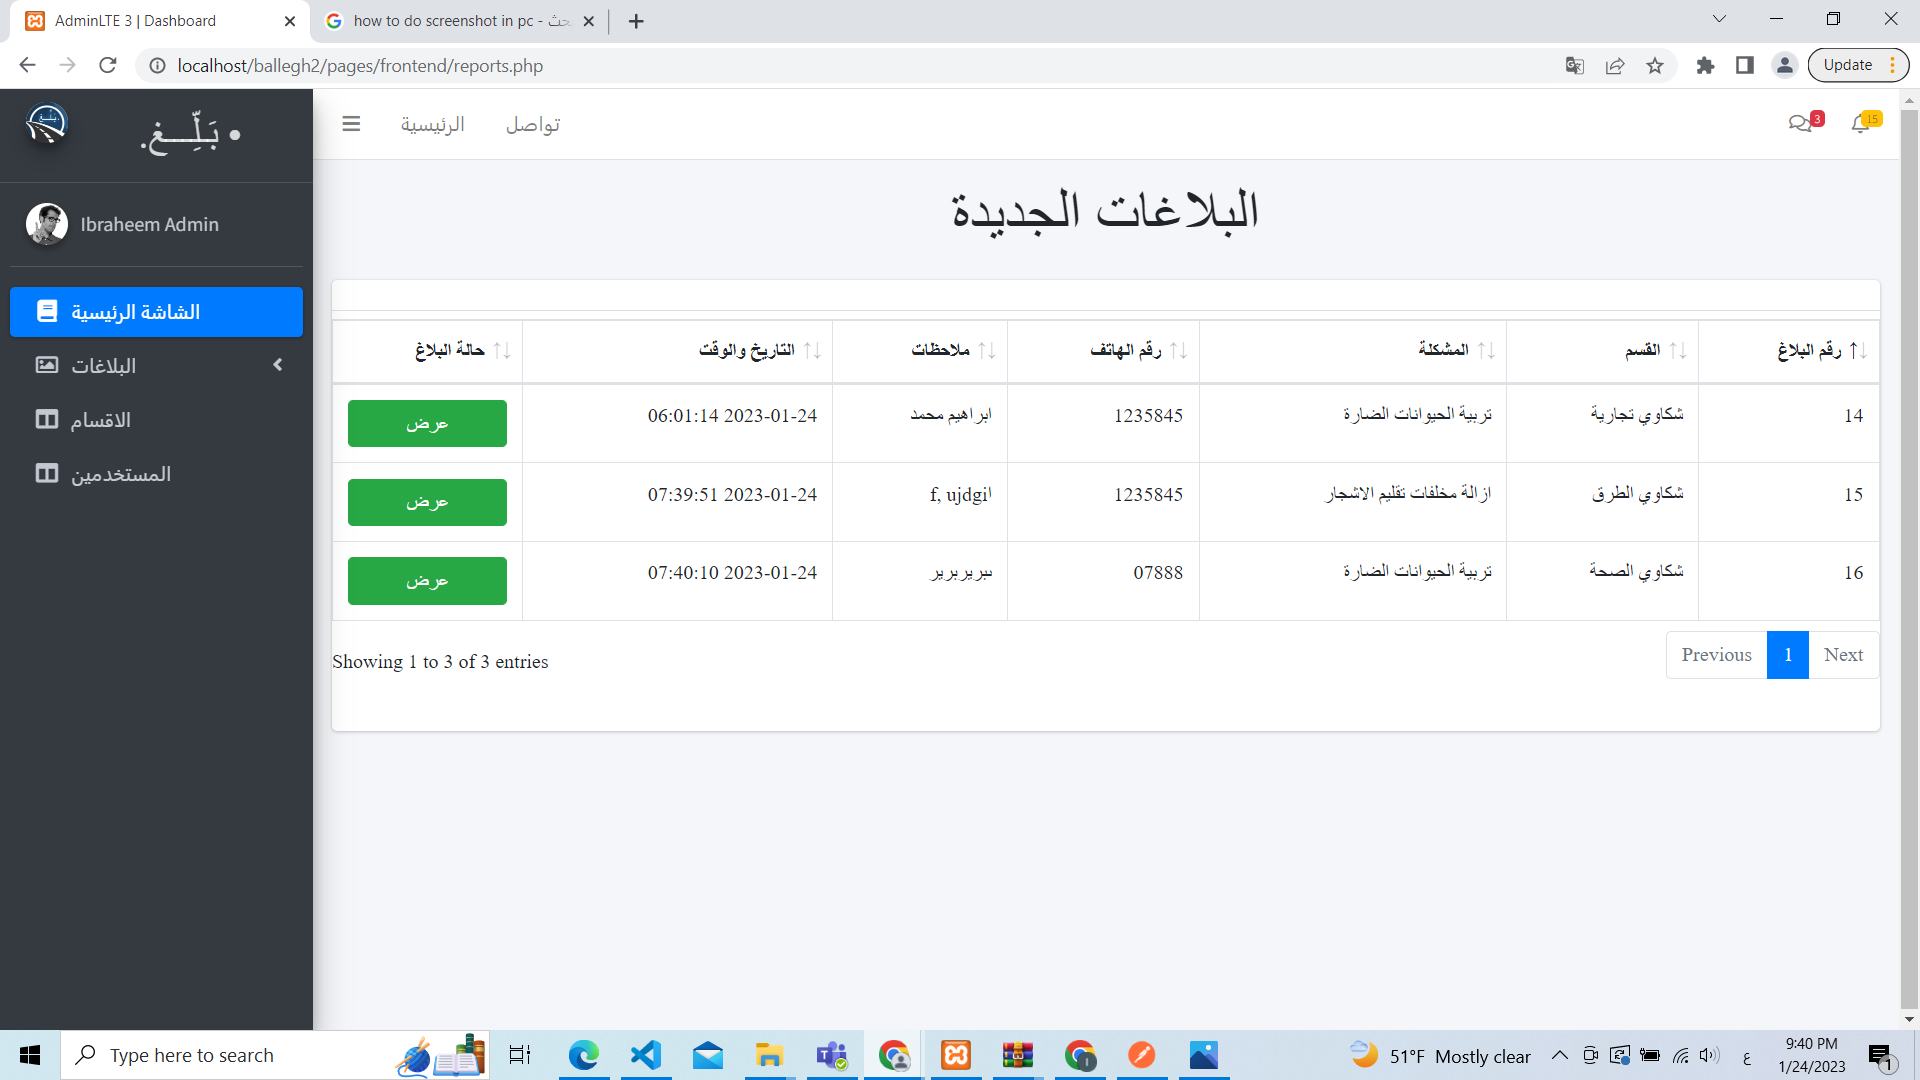 AdminLTE 3 | Dashboard
how to do screenshot in pc - بحث
localhost/ballegh2/pages/frontend/reports.php
Update
• بَلِّـــغ.
Ibraheem Admin
الشاشة الرئيسية
البلاغات
الاقسام
المستخدمين
الرئيسية
تواصل
3
15
البلاغات الجديدة
رقم البلاغ القسم المشكلة رقم الهاتف ملاحظات التاريخ والوقت حالة البلاغ
14 شكاوي تجارية تربية الحيوانات الضارة 1235845 ابراهيم محمد 2023-01-24 06:01:14 عرض
15 شكاوي الطرق ازالة مخلفات تقليم الاشجار 1235845 f, ujdgiا 2023-01-24 07:39:51 عرض
16 شكاوي الصحة تربية الحيوانات الضارة 07888 2023-01-24 07:40:10 عرض
Showing 1 to 3 of 3 entries
Previous 1 Next
Type here to search
51°F Mostly clear
ع
9:40 PM
1/24/2023
1